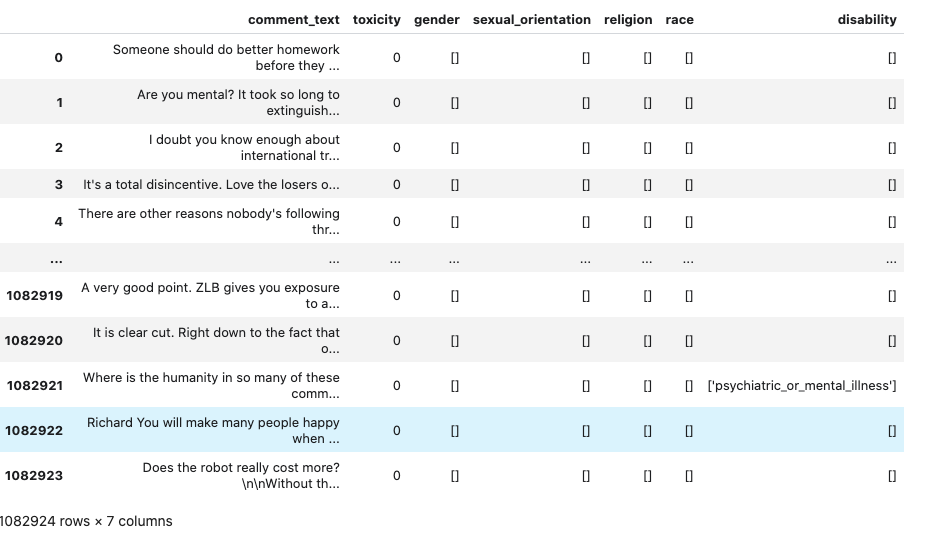 comment_text toxicity gender sexual_orientation religion race disability
0 Someone should do better homework before they ... 0 [] [] [] [] []
1 Are you mental? It took so long to extinguish... 0 [] [] [] [] []
2 I doubt you know enough about international tr... 0 [] [] [] [] []
3 It's a total disincentive. Love the losers o... 0 [] [] [] [] []
4 There are other reasons nobody's following thr... 0 [] [] [] [] []
... ... ... ... ... ... ... ...
1082919 A very good point. ZLB gives you exposure to a... 0 [] [] [] [] []
1082920 It is clear cut. Right down to the fact that o... 0 [] [] [] [] []
1082921 Where is the humanity in so many of these comm... 0 [] [] [] [] ['psychiatric_or_mental_illness']
1082922 Richard You will make many people happy when ... 0 [] [] [] [] []
1082923 Does the robot really cost more? \n\nWithout th... 0 [] [] [] [] []
1082924 rows × 7 columns